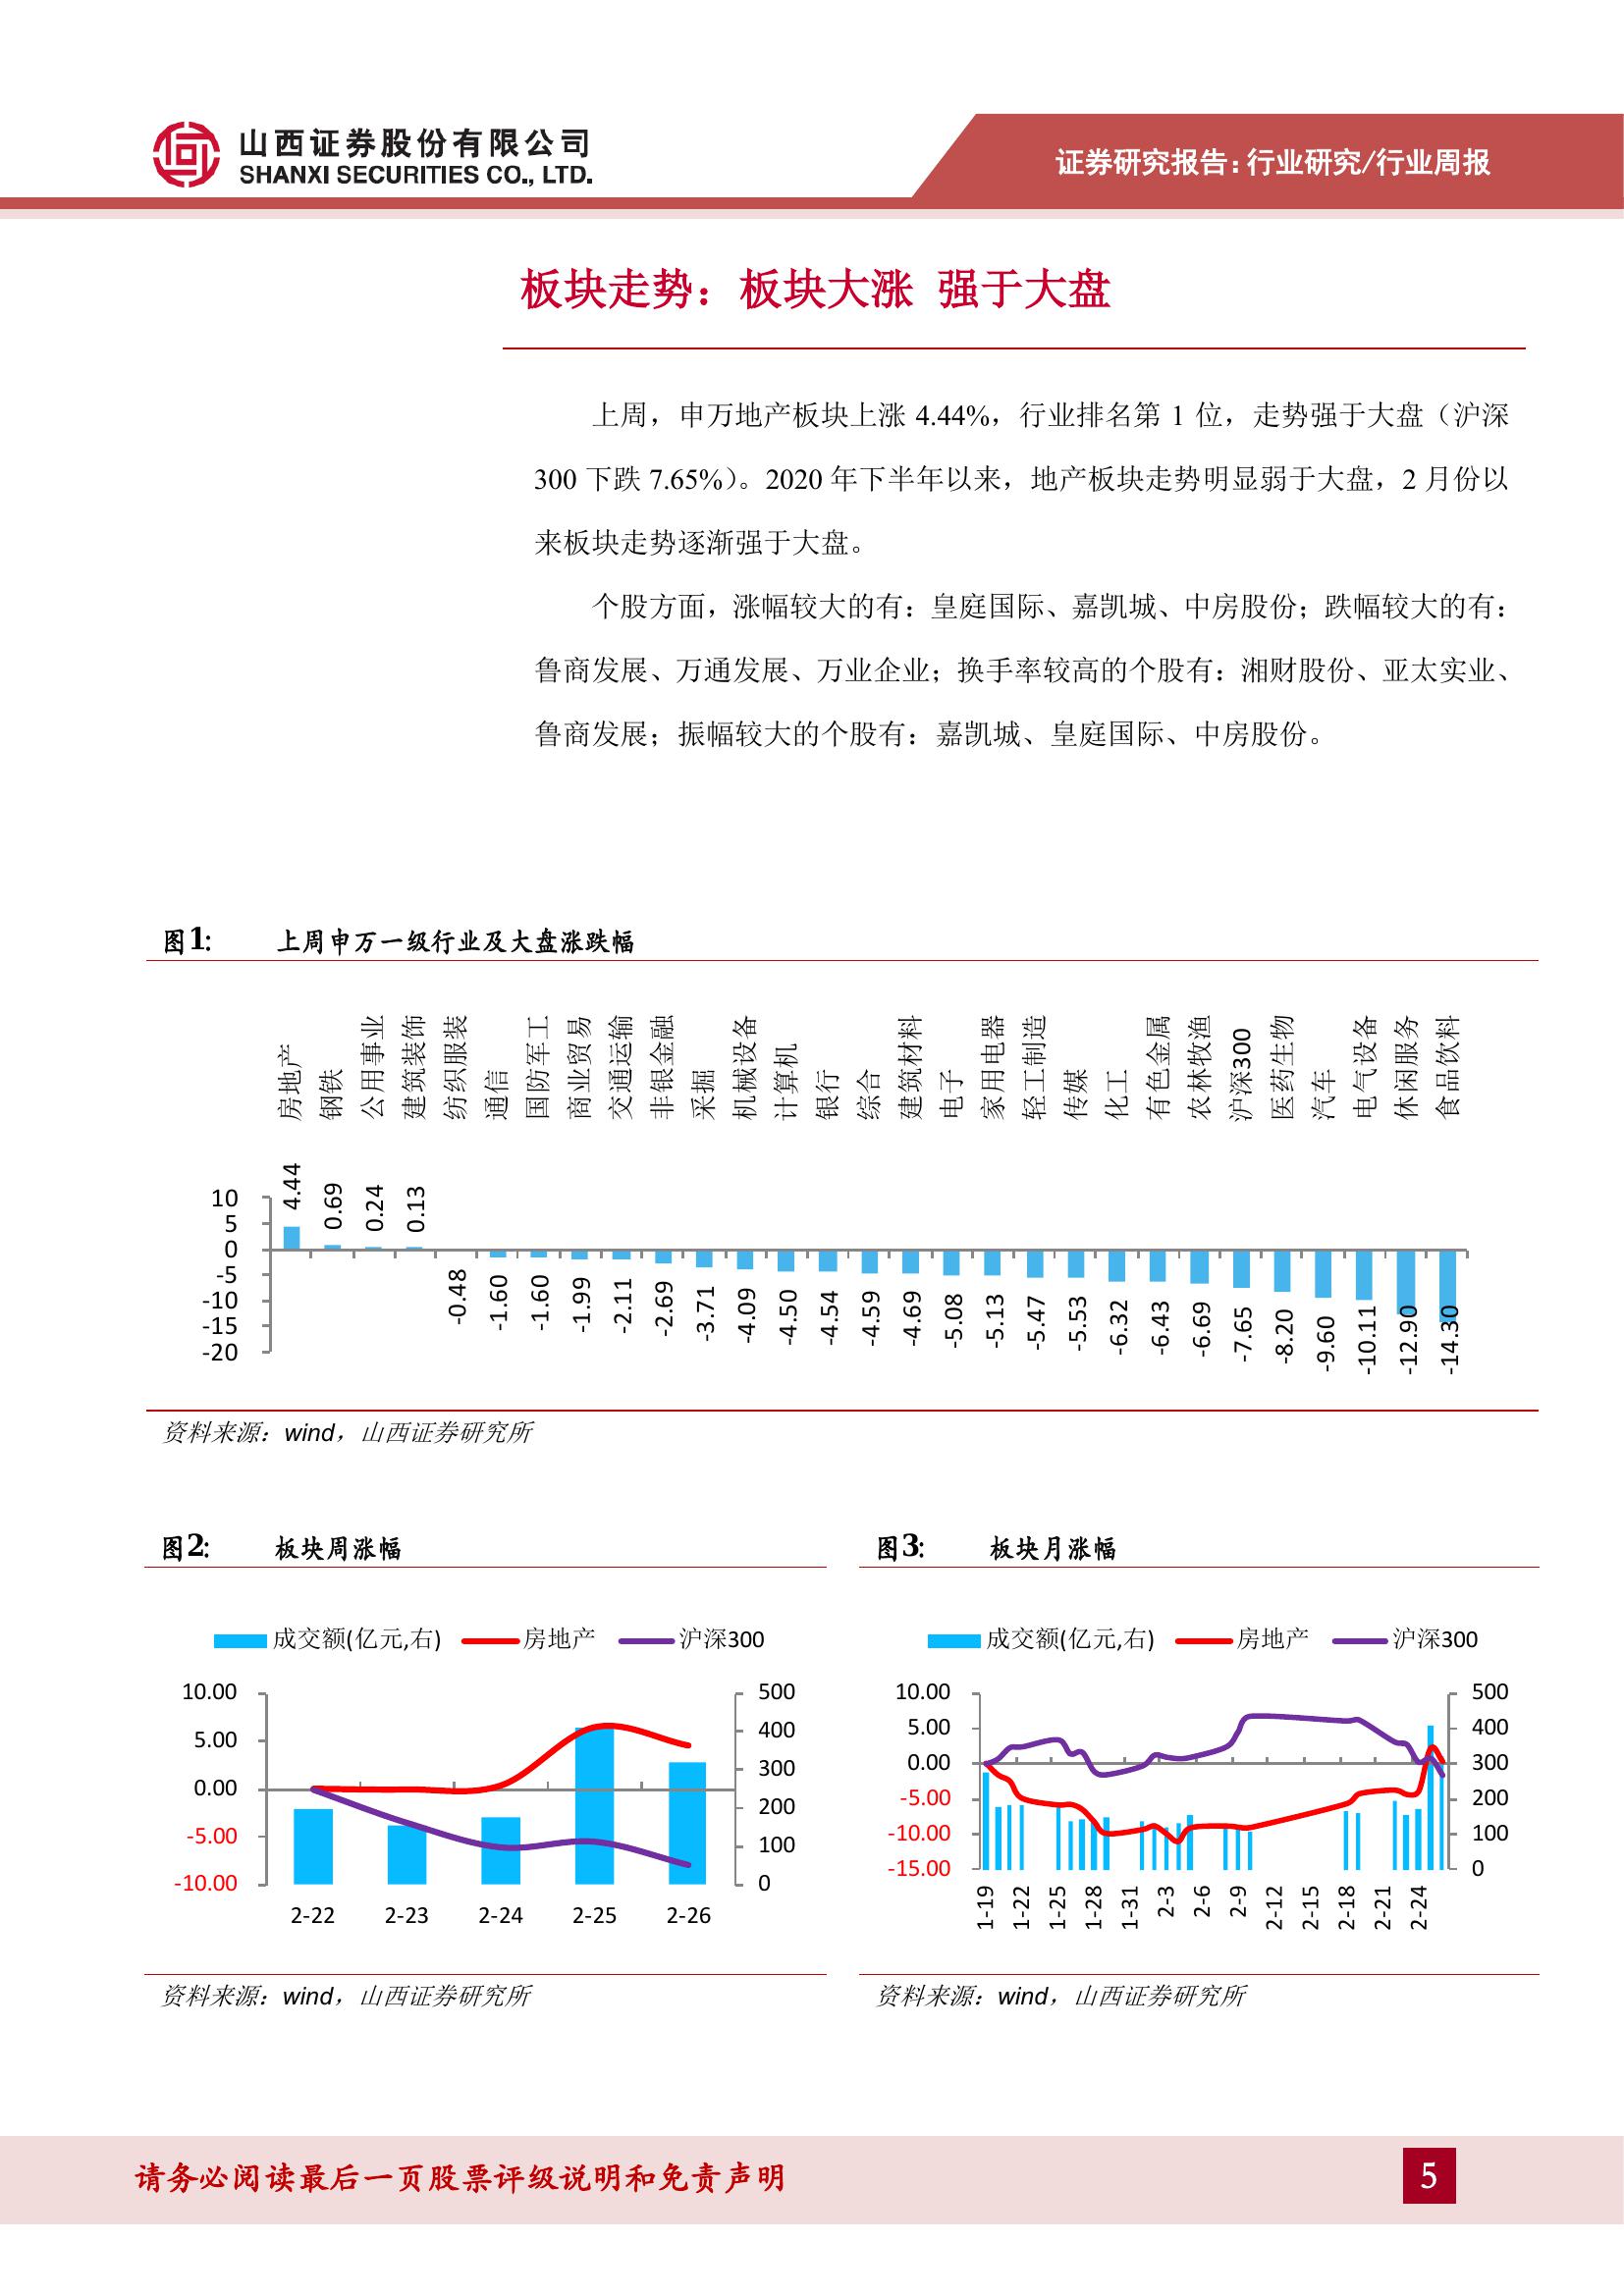 山西证券股份有限公司
SHANXI SECURITIES CO., LTD.
证券研究报告:行业研究/行业周报
板块走势：板块大涨 强于大盘
上周，申万地产板块上涨 4.44%，行业排名第 1 位，走势强于大盘（沪深
300 下跌 7.65%）。2020 年下半年以来，地产板块走势明显弱于大盘，2 月份以
来板块走势逐渐强于大盘。
个股方面，涨幅较大的有：皇庭国际、嘉凯城、中房股份；跌幅较大的有：
鲁商发展、万通发展、万业企业；换手率较高的个股有：湘财股份、亚太实业、
鲁商发展；振幅较大的个股有：嘉凯城、皇庭国际、中房股份。
图1: 上周申万一级行业及大盘涨跌幅
房地产 钢铁 公用事业 建筑装饰 纺织服装 通信 国防军工 商业贸易 交通运输 非银金融 采掘 机械设备 计算机 银行 综合 建筑材料 电子 家用电器 轻工制造 传媒 化工 有色金属 农林牧渔 沪深300 医药生物 汽车 电气设备 休闲服务 食品饮料
10
5
0
-5
-10
-15
-20
4.44 0.69 0.24 0.13 -0.48 -1.60 -1.60 -1.99 -2.11 -2.69 -3.71 -4.09 -4.50 -4.54 -4.59 -4.69 -5.08 -5.13 -5.47 -5.53 -6.32 -6.43 -6.69 -7.65 -8.20 -9.60 -10.11 -12.90 -14.30
资料来源：wind，山西证券研究所
图2: 板块周涨幅
成交额(亿元,右) 房地产 沪深300
10.00
5.00
0.00
-5.00
-10.00
500
400
300
200
100
0
2-22 2-23 2-24 2-25 2-26
资料来源：wind，山西证券研究所
图3: 板块月涨幅
成交额(亿元,右) 房地产 沪深300
10.00
5.00
0.00
-5.00
-10.00
-15.00
500
400
300
200
100
0
1-19 1-22 1-25 1-28 1-31 2-3 2-6 2-9 2-12 2-15 2-18 2-21 2-24
资料来源：wind，山西证券研究所
请务必阅读最后一页股票评级说明和免责声明
5